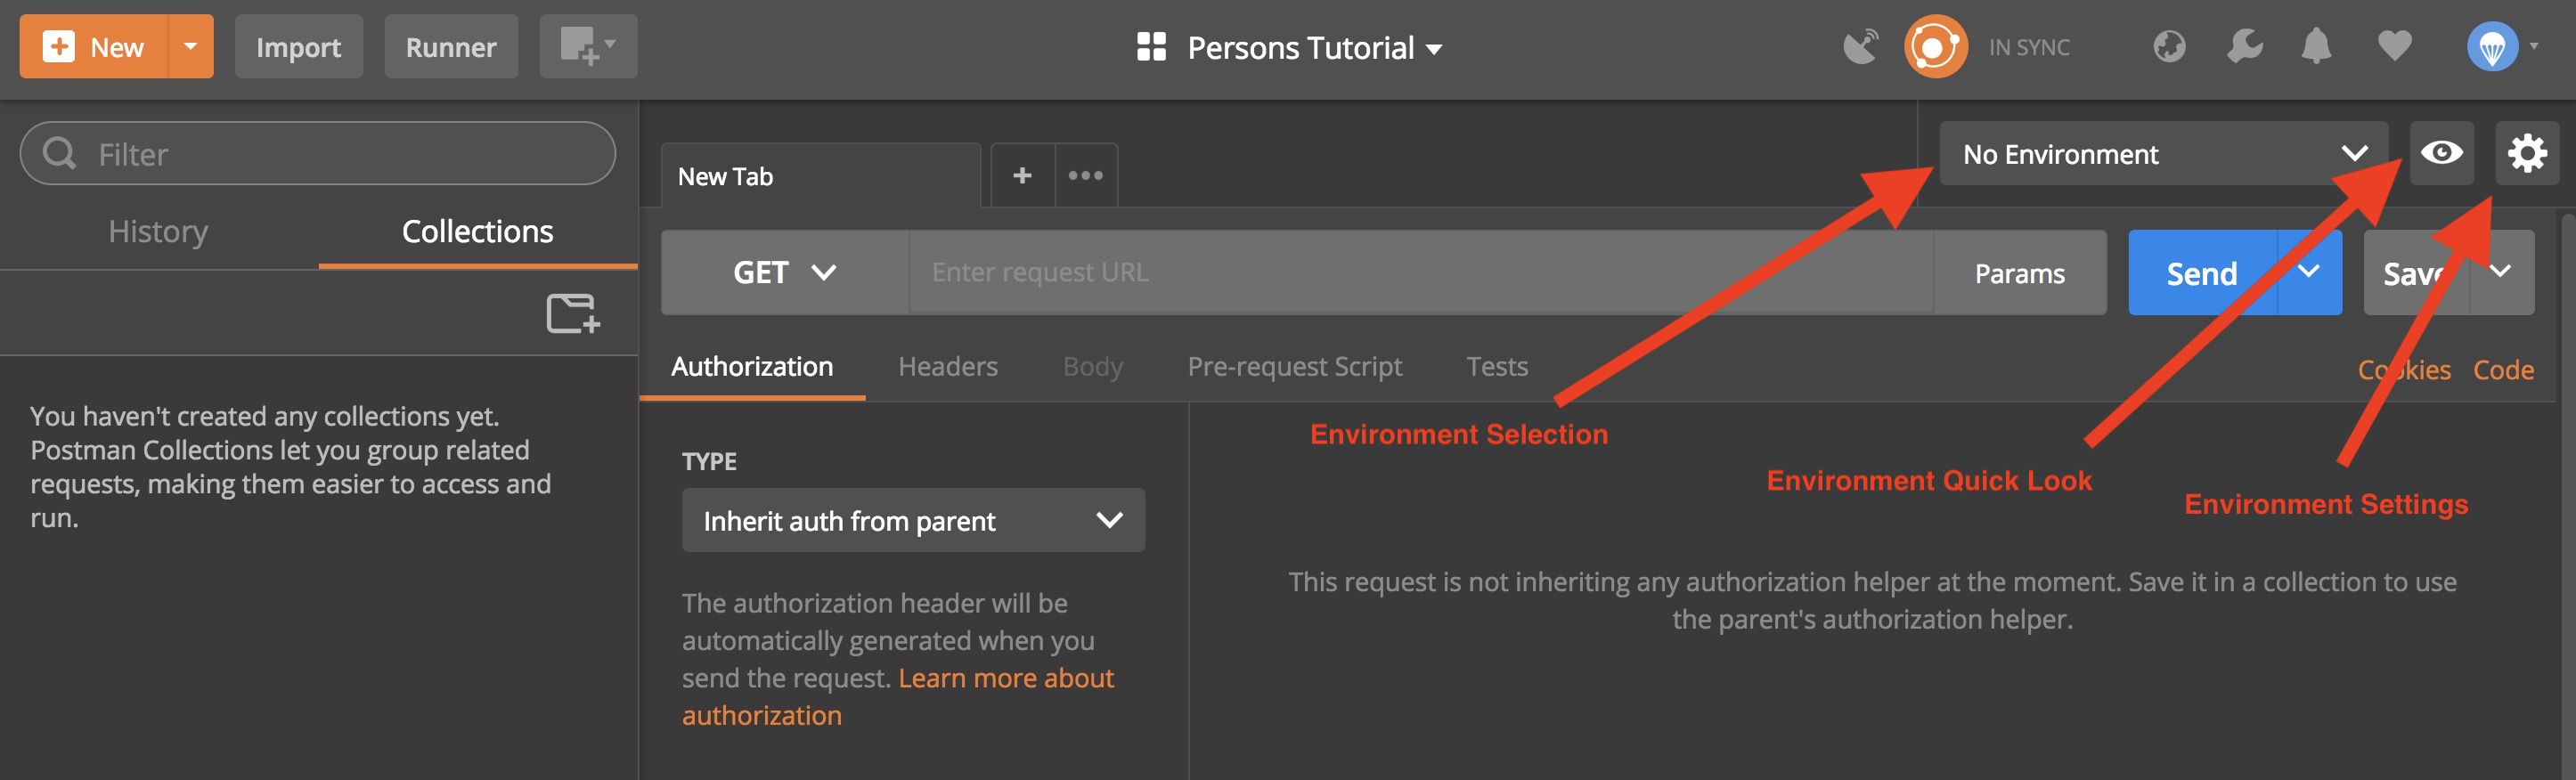 New
Import
Runner
Persons Tutorial
IN SYNC
Filter
History
Collections
You haven't created any collections yet.
Postman Collections let you group related
requests, making them easier to access and
run.
New Tab
No Environment
GET
Enter request URL
Params
Send
Save
Authorization
Headers
Body
Pre-request Script
Tests
Cookies
Code
Environment Selection
Environment Quick Look
Environment Settings
TYPE
Inherit auth from parent
The authorization header will be
automatically generated when you
send the request. Learn more about
authorization
This request is not inheriting any authorization helper at the moment. Save it in a collection to use
the parent's authorization helper.